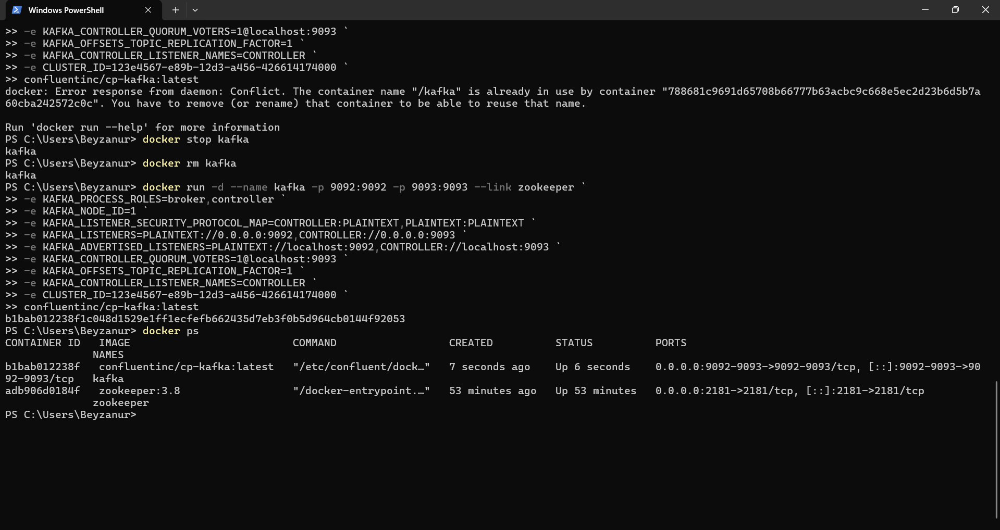 Windows PowerShell
>> -e KAFKA_CONTROLLER_QUORUM_VOTERS=1@localhost:9093 `
>> -e KAFKA_OFFSETS_TOPIC_REPLICATION_FACTOR=1 `
>> -e KAFKA_CONTROLLER_LISTENER_NAMES=CONTROLLER `
>> -e CLUSTER_ID=123e4567-e89b-12d3-a456-426614174000 `
>> confluentinc/cp-kafka:latest
docker: Error response from daemon: Conflict. The container name "/kafka" is already in use by container "788681c9691d65708b66777b63acbc9c668e5ec2d23b6d5b7a
60cba242572c0c". You have to remove (or rename) that container to be able to reuse that name.
Run 'docker run --help' for more information
PS C:\Users\Beyzanur> docker stop kafka
kafka
PS C:\Users\Beyzanur> docker rm kafka
kafka
PS C:\Users\Beyzanur> docker run -d --name kafka -p 9092:9092 -p 9093:9093 --link zookeeper `
>> -e KAFKA_PROCESS_ROLES=broker,controller `
>> -e KAFKA_NODE_ID=1 `
>> -e KAFKA_LISTENER_SECURITY_PROTOCOL_MAP=CONTROLLER:PLAINTEXT,PLAINTEXT:PLAINTEXT `
>> -e KAFKA_LISTENERS=PLAINTEXT://0.0.0.0:9092,CONTROLLER://0.0.0.0:9093 `
>> -e KAFKA_ADVERTISED_LISTENERS=PLAINTEXT://localhost:9092,CONTROLLER://localhost:9093 `
>> -e KAFKA_CONTROLLER_QUORUM_VOTERS=1@localhost:9093 `
>> -e KAFKA_OFFSETS_TOPIC_REPLICATION_FACTOR=1 `
>> -e KAFKA_CONTROLLER_LISTENER_NAMES=CONTROLLER `
>> -e CLUSTER_ID=123e4567-e89b-12d3-a456-426614174000 `
>> confluentinc/cp-kafka:latest
b1bab012238f1c048d1529e1ff1ecfefb662435d7eb3f0b5d964cb0144f92053
PS C:\Users\Beyzanur> docker ps
CONTAINER ID   IMAGE                          COMMAND                  CREATED          STATUS          PORTS
              NAMES
b1bab012238f   confluentinc/cp-kafka:latest   "/etc/confluent/dock…"   7 seconds ago    Up 6 seconds    0.0.0.0:9092-9093->9092-9093/tcp, [::]:9092-9093->90
92-9093/tcp   kafka
adb906d0184f   zookeeper:3.8                  "/docker-entrypoint.…"   53 minutes ago   Up 53 minutes   0.0.0.0:2181->2181/tcp, [::]:2181->2181/tcp
              zookeeper
PS C:\Users\Beyzanur>